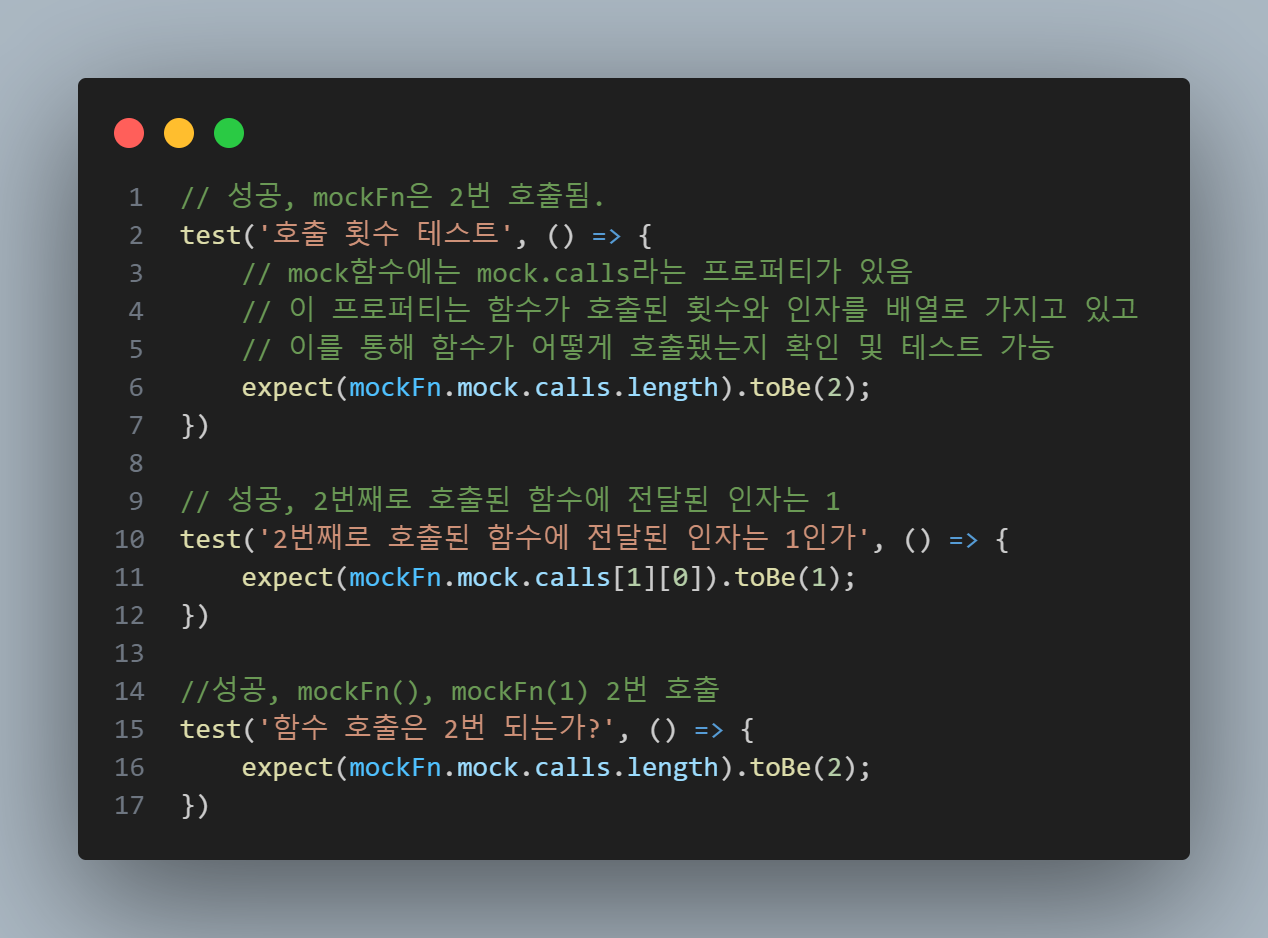 1 // 성공, mockFn은 2번 호출됨.
2 test('호출 횟수 테스트', () => {
3     // mock함수에는 mock.calls라는 프로퍼티가 있음
4     // 이 프로퍼티는 함수가 호출된 횟수와 인자를 배열로 가지고 있고
5     // 이를 통해 함수가 어떻게 호출됐는지 확인 및 테스트 가능
6     expect(mockFn.mock.calls.length).toBe(2);
7 })
8
9 // 성공, 2번째로 호출된 함수에 전달된 인자는 1
10 test('2번째로 호출된 함수에 전달된 인자는 1인가', () => {
11     expect(mockFn.mock.calls[1][0]).toBe(1);
12 })
13
14 //성공, mockFn(), mockFn(1) 2번 호출
15 test('함수 호출은 2번 되는가?', () => {
16     expect(mockFn.mock.calls.length).toBe(2);
17 })